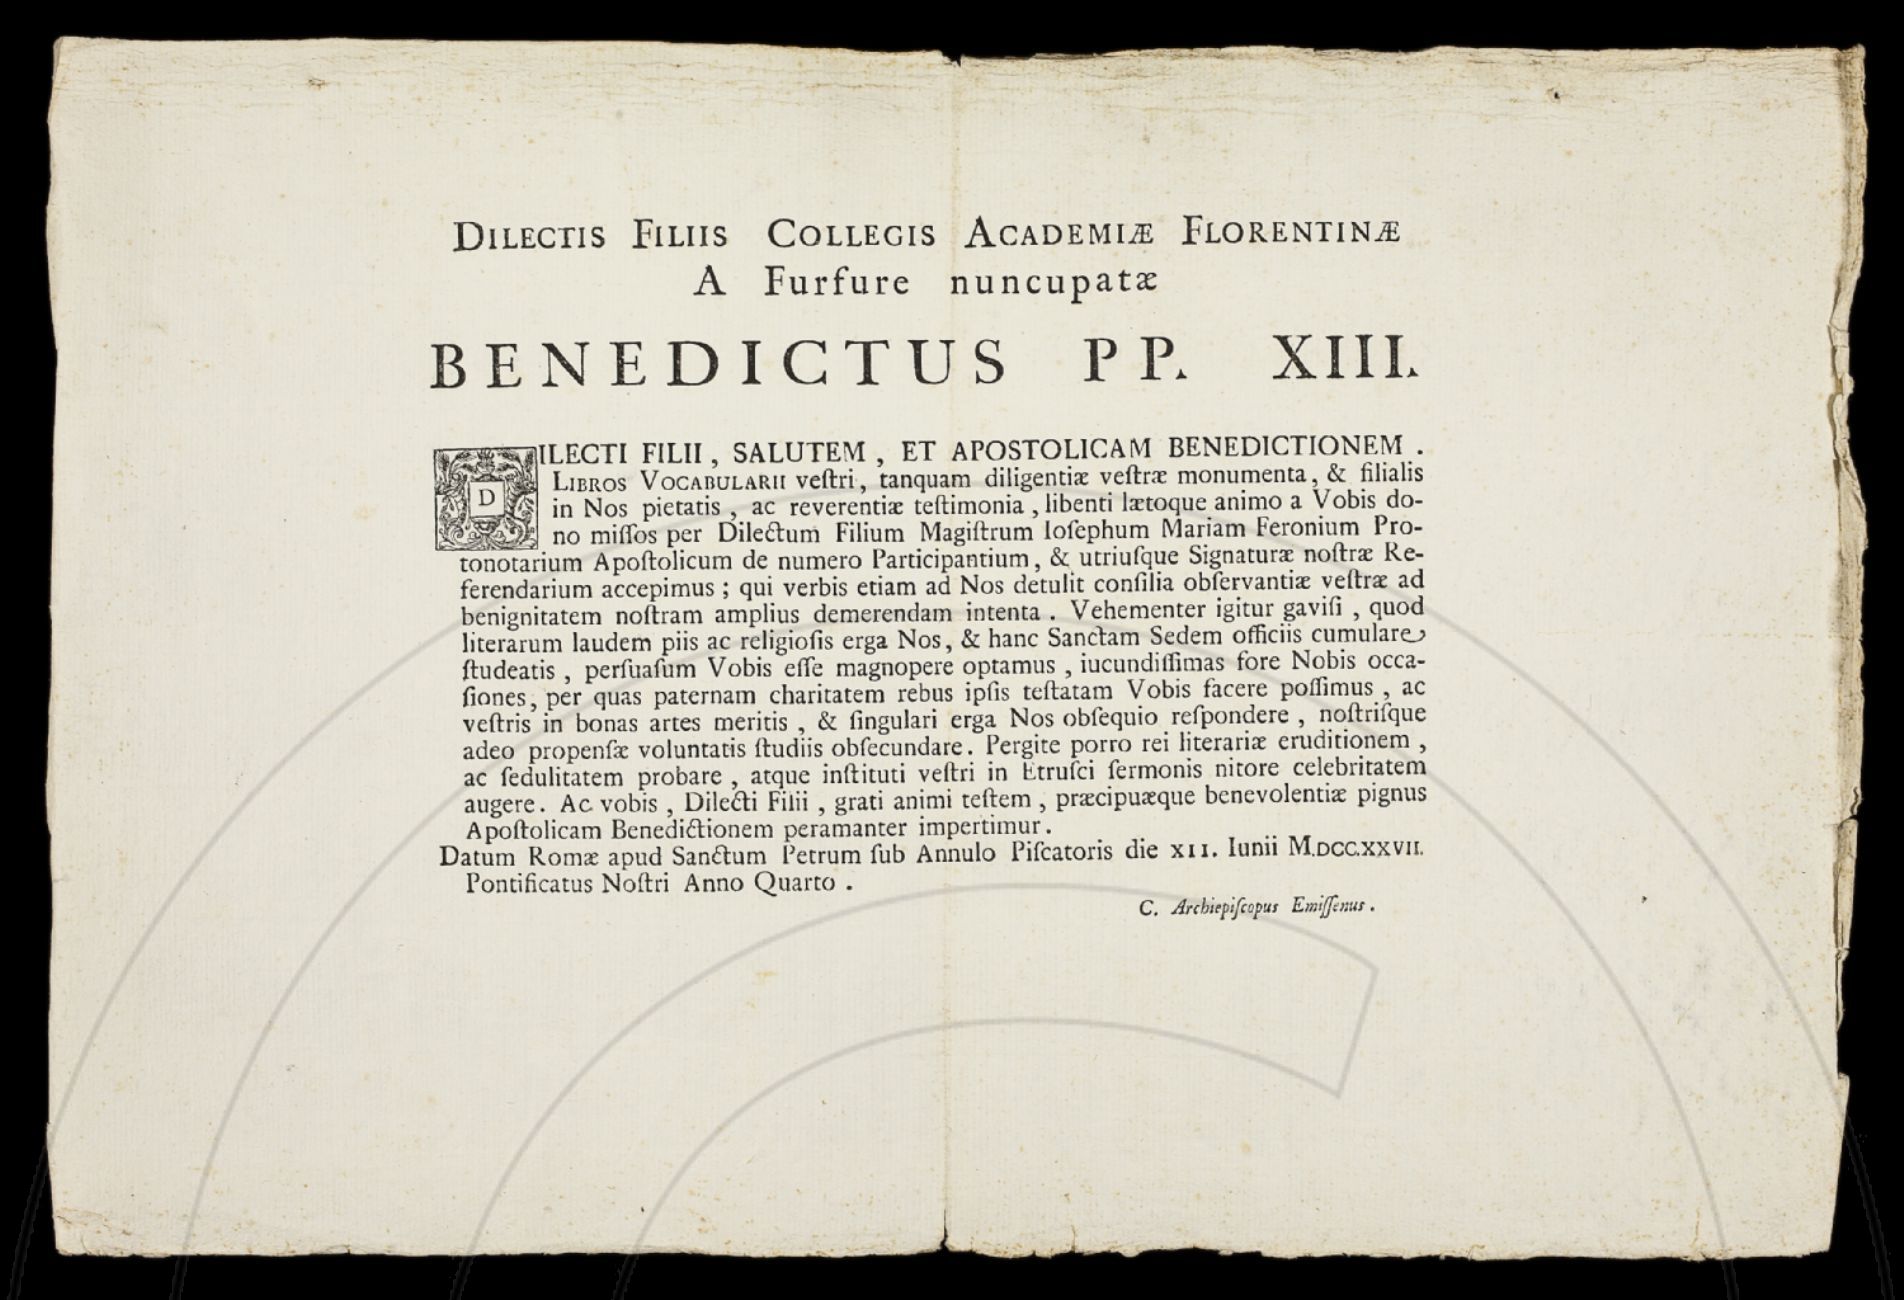 DILECTIS FILIIS COLLEGIS ACADEMIÆ FLORENTINÆ
A Furfure nuncupatæ
BENEDICTUS PP. XIII.
DILECTI FILII , SALUTEM , ET APOSTOLICAM BENEDICTIONEM .
LIBROS VOCABULARII veſtri , tanquam diligentiæ veſtræ monumenta , & filialis
in Nos pietatis , ac reverentiæ teſtimonia , libenti lætoque animo a Vobis do-
no miſſos per Dilectum Filium Magiſtrum Ioſephum Mariam Feronium Pro-
tonotarium Apoſtolicum de numero Participantium , & utriuſque Signaturæ noſtræ Re-
ferendarium accepimus ; qui verbis etiam ad Nos detulit conſilia obſervantiæ veſtræ ad
benignitatem noſtram amplius demerendam intenta . Vehementer igitur gaviſi , quod
literarum laudem piis ac religioſis erga Nos , & hanc Sanctam Sedem officiis cumulare
ſtudeatis , perſuaſum Vobis eſſe magnopere optamus , iucundiſſimas fore Nobis occa-
ſiones , per quas paternam charitatem rebus ipſis teſtatam Vobis facere poſſimus , ac
veſtris in bonas artes meritis , & ſingulari erga Nos obſequio reſpondere , noſtriſque
adeo propenſæ voluntatis ſtudiis obſecundare . Pergite porro rei literariæ eruditionem ,
ac ſedulitatem probare , atque inſtituti veſtri in Etruſci ſermonis nitore celebritatem
augere . Ac vobis , Dilecti Filii , grati animi teſtem , præcipuæque benevolentiæ pignus
Apoſtolicam Benedictionem peramanter impertimur .
Datum Romæ apud Sanctum Petrum ſub Annulo Piſcatoris die XII. Iunii M.DCC.XXVII.
Pontificatus Noſtri Anno Quarto .
C. Archiepiſcopus Emiſſenus .